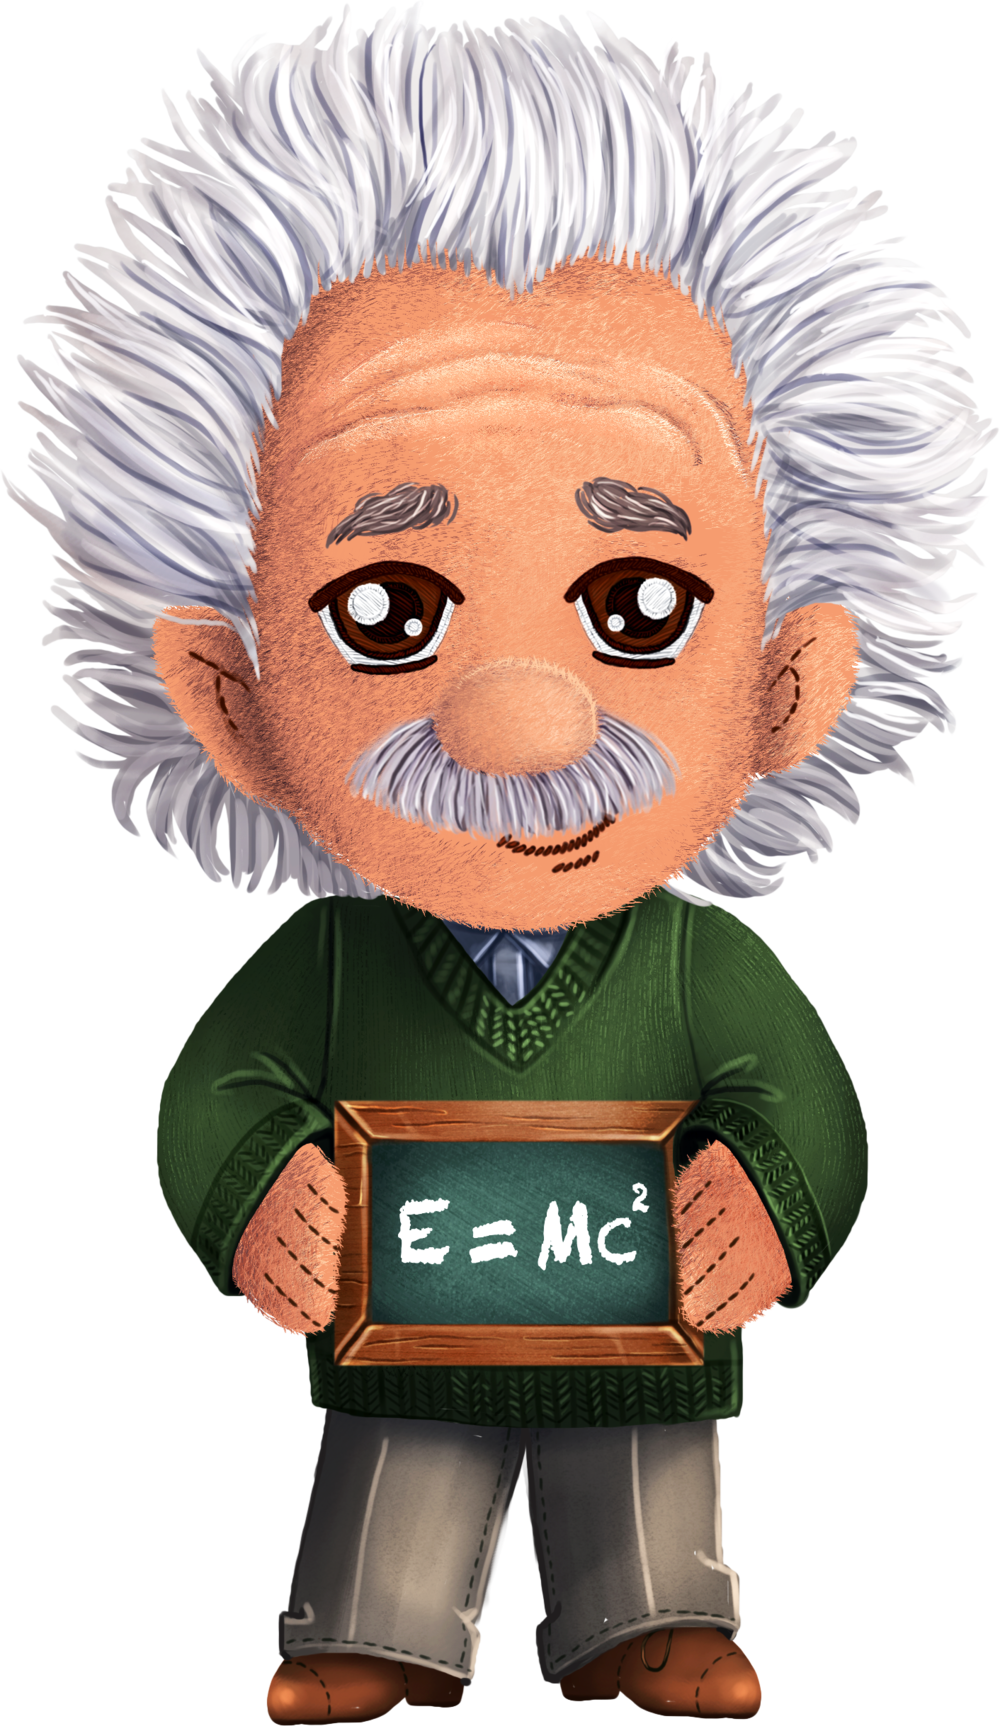 E = Mc²